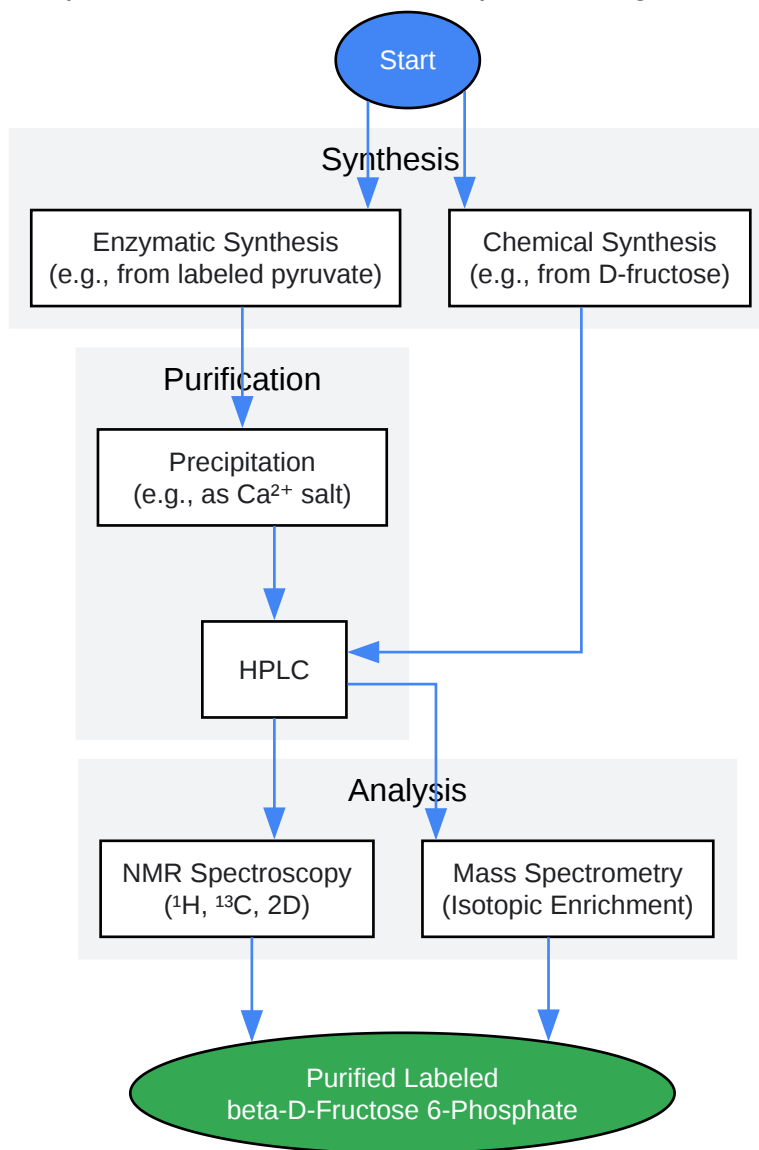 Start
Synthesis
Enzymatic Synthesis
(e.g., from labeled pyruvate)
Chemical Synthesis
(e.g., from D-fructose)
Purification
Precipitation
(e.g., as Ca²⁺ salt)
HPLC
Analysis
NMR Spectroscopy
(¹H, ¹³C, 2D)
Mass Spectrometry
(Isotopic Enrichment)
Purified Labeled
beta-D-Fructose 6-Phosphate